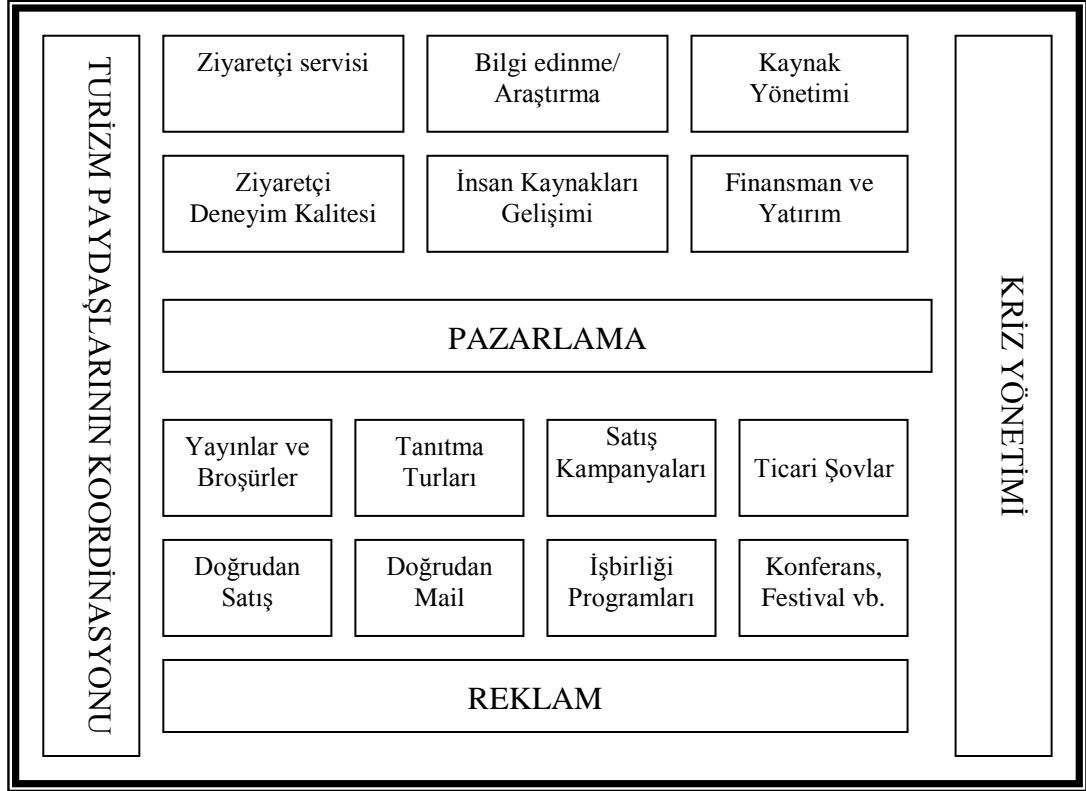 TURİZM PAYDAŞLARININ KOORDİNASYONU
Ziyaretçi servisi
Bilgi edinme/
Araştırma
Kaynak
Yönetimi
Ziyaretçi
Deneyim Kalitesi
İnsan Kaynakları
Gelişimi
Finansman ve
Yatırım
PAZARLAMA
Yayınlar ve
Broşürler
Tanıtma
Turları
Satış
Kampanyaları
Ticari Şovlar
Doğrudan
Satış
Doğrudan
Mail
İşbirliği
Programları
Konferans,
Festival vb.
REKLAM
KRİZ YÖNETİMİ